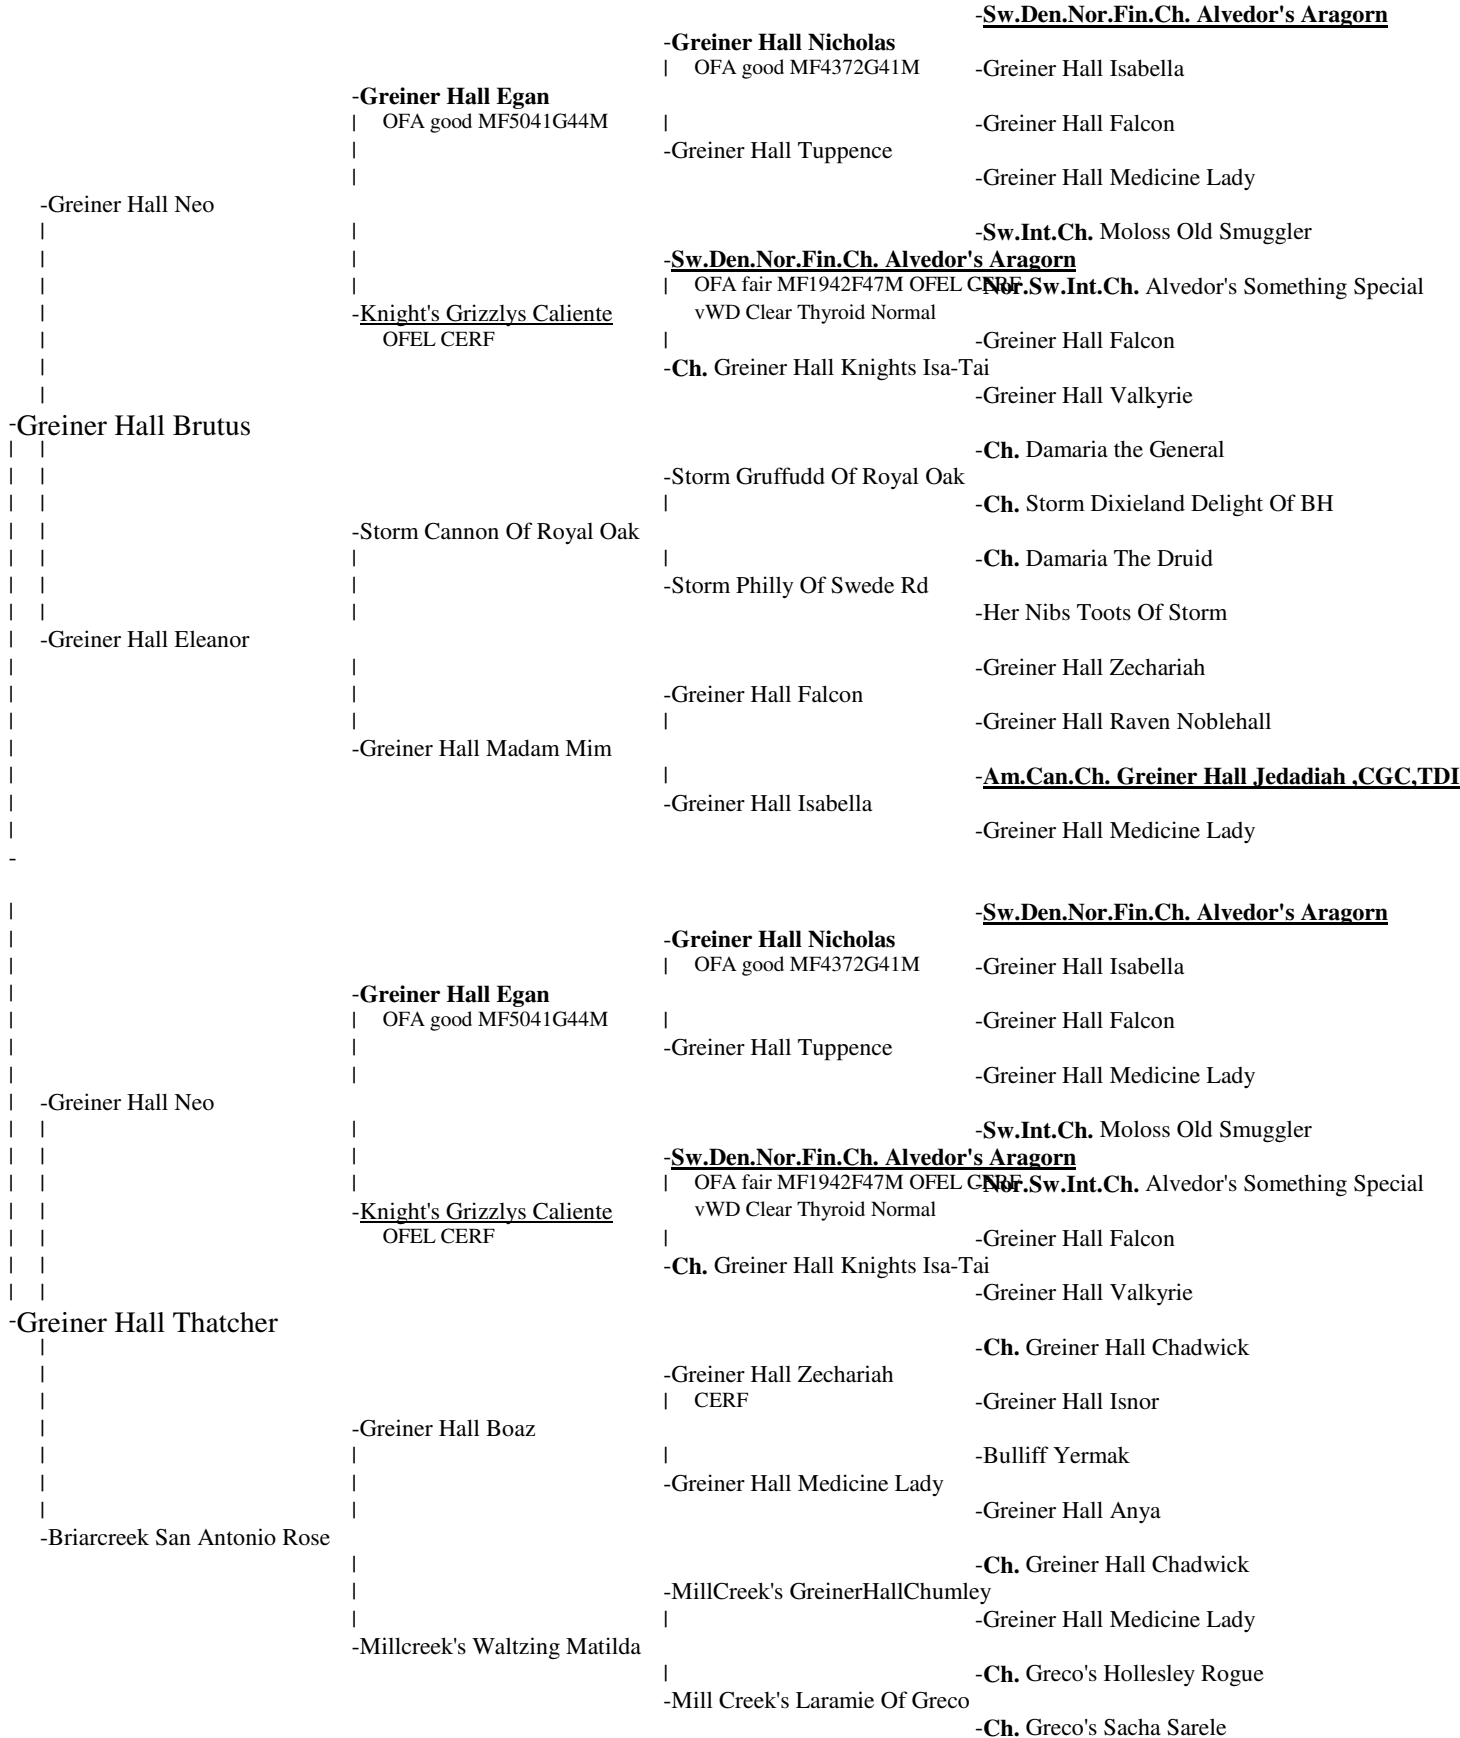 -Sw.Den.Nor.Fin.Ch. Alvedor's Aragorn
-Greiner Hall Nicholas
| OFA good MF4372G41M
-Greiner Hall Isabella
-Greiner Hall Egan
| OFA good MF5041G44M
-Greiner Hall Falcon
-Greiner Hall Tuppence
-Greiner Hall Medicine Lady
-Greiner Hall Neo
-Sw.Int.Ch. Moloss Old Smuggler
-Sw.Den.Nor.Fin.Ch. Alvedor's Aragorn
| OFA fair MF1942F47M OFEL CERF
-Nor.Sw.Int.Ch. Alvedor's Something Special
vWD Clear Thyroid Normal
-Knight's Grizzlys Caliente
OFEL CERF
-Greiner Hall Falcon
-Ch. Greiner Hall Knights Isa-Tai
-Greiner Hall Valkyrie
-Greiner Hall Brutus
-Ch. Damaria the General
-Storm Gruffudd Of Royal Oak
-Ch. Storm Dixieland Delight Of BH
-Storm Cannon Of Royal Oak
-Ch. Damaria The Druid
-Storm Philly Of Swede Rd
-Her Nibs Toots Of Storm
-Greiner Hall Eleanor
-Greiner Hall Zechariah
-Greiner Hall Falcon
-Greiner Hall Raven Noblehall
-Greiner Hall Madam Mim
-Am.Can.Ch. Greiner Hall Jedadiah ,CGC,TDI
-Greiner Hall Isabella
-Greiner Hall Medicine Lady
-
-Sw.Den.Nor.Fin.Ch. Alvedor's Aragorn
-Greiner Hall Nicholas
| OFA good MF4372G41M
-Greiner Hall Isabella
-Greiner Hall Egan
| OFA good MF5041G44M
-Greiner Hall Falcon
-Greiner Hall Tuppence
-Greiner Hall Medicine Lady
-Greiner Hall Neo
-Sw.Int.Ch. Moloss Old Smuggler
-Sw.Den.Nor.Fin.Ch. Alvedor's Aragorn
| OFA fair MF1942F47M OFEL CERF
-Nor.Sw.Int.Ch. Alvedor's Something Special
vWD Clear Thyroid Normal
-Knight's Grizzlys Caliente
OFEL CERF
-Greiner Hall Falcon
-Ch. Greiner Hall Knights Isa-Tai
-Greiner Hall Valkyrie
-Greiner Hall Thatcher
-Ch. Greiner Hall Chadwick
-Greiner Hall Zechariah
| CERF
-Greiner Hall Isnor
-Greiner Hall Boaz
-Bulliff Yermak
-Greiner Hall Medicine Lady
-Greiner Hall Anya
-Briarcreek San Antonio Rose
-Ch. Greiner Hall Chadwick
-MillCreek's GreinerHallChumley
-Greiner Hall Medicine Lady
-Millcreek's Waltzing Matilda
-Ch. Greco's Hollesley Rogue
-Mill Creek's Laramie Of Greco
-Ch. Greco's Sacha Sarele